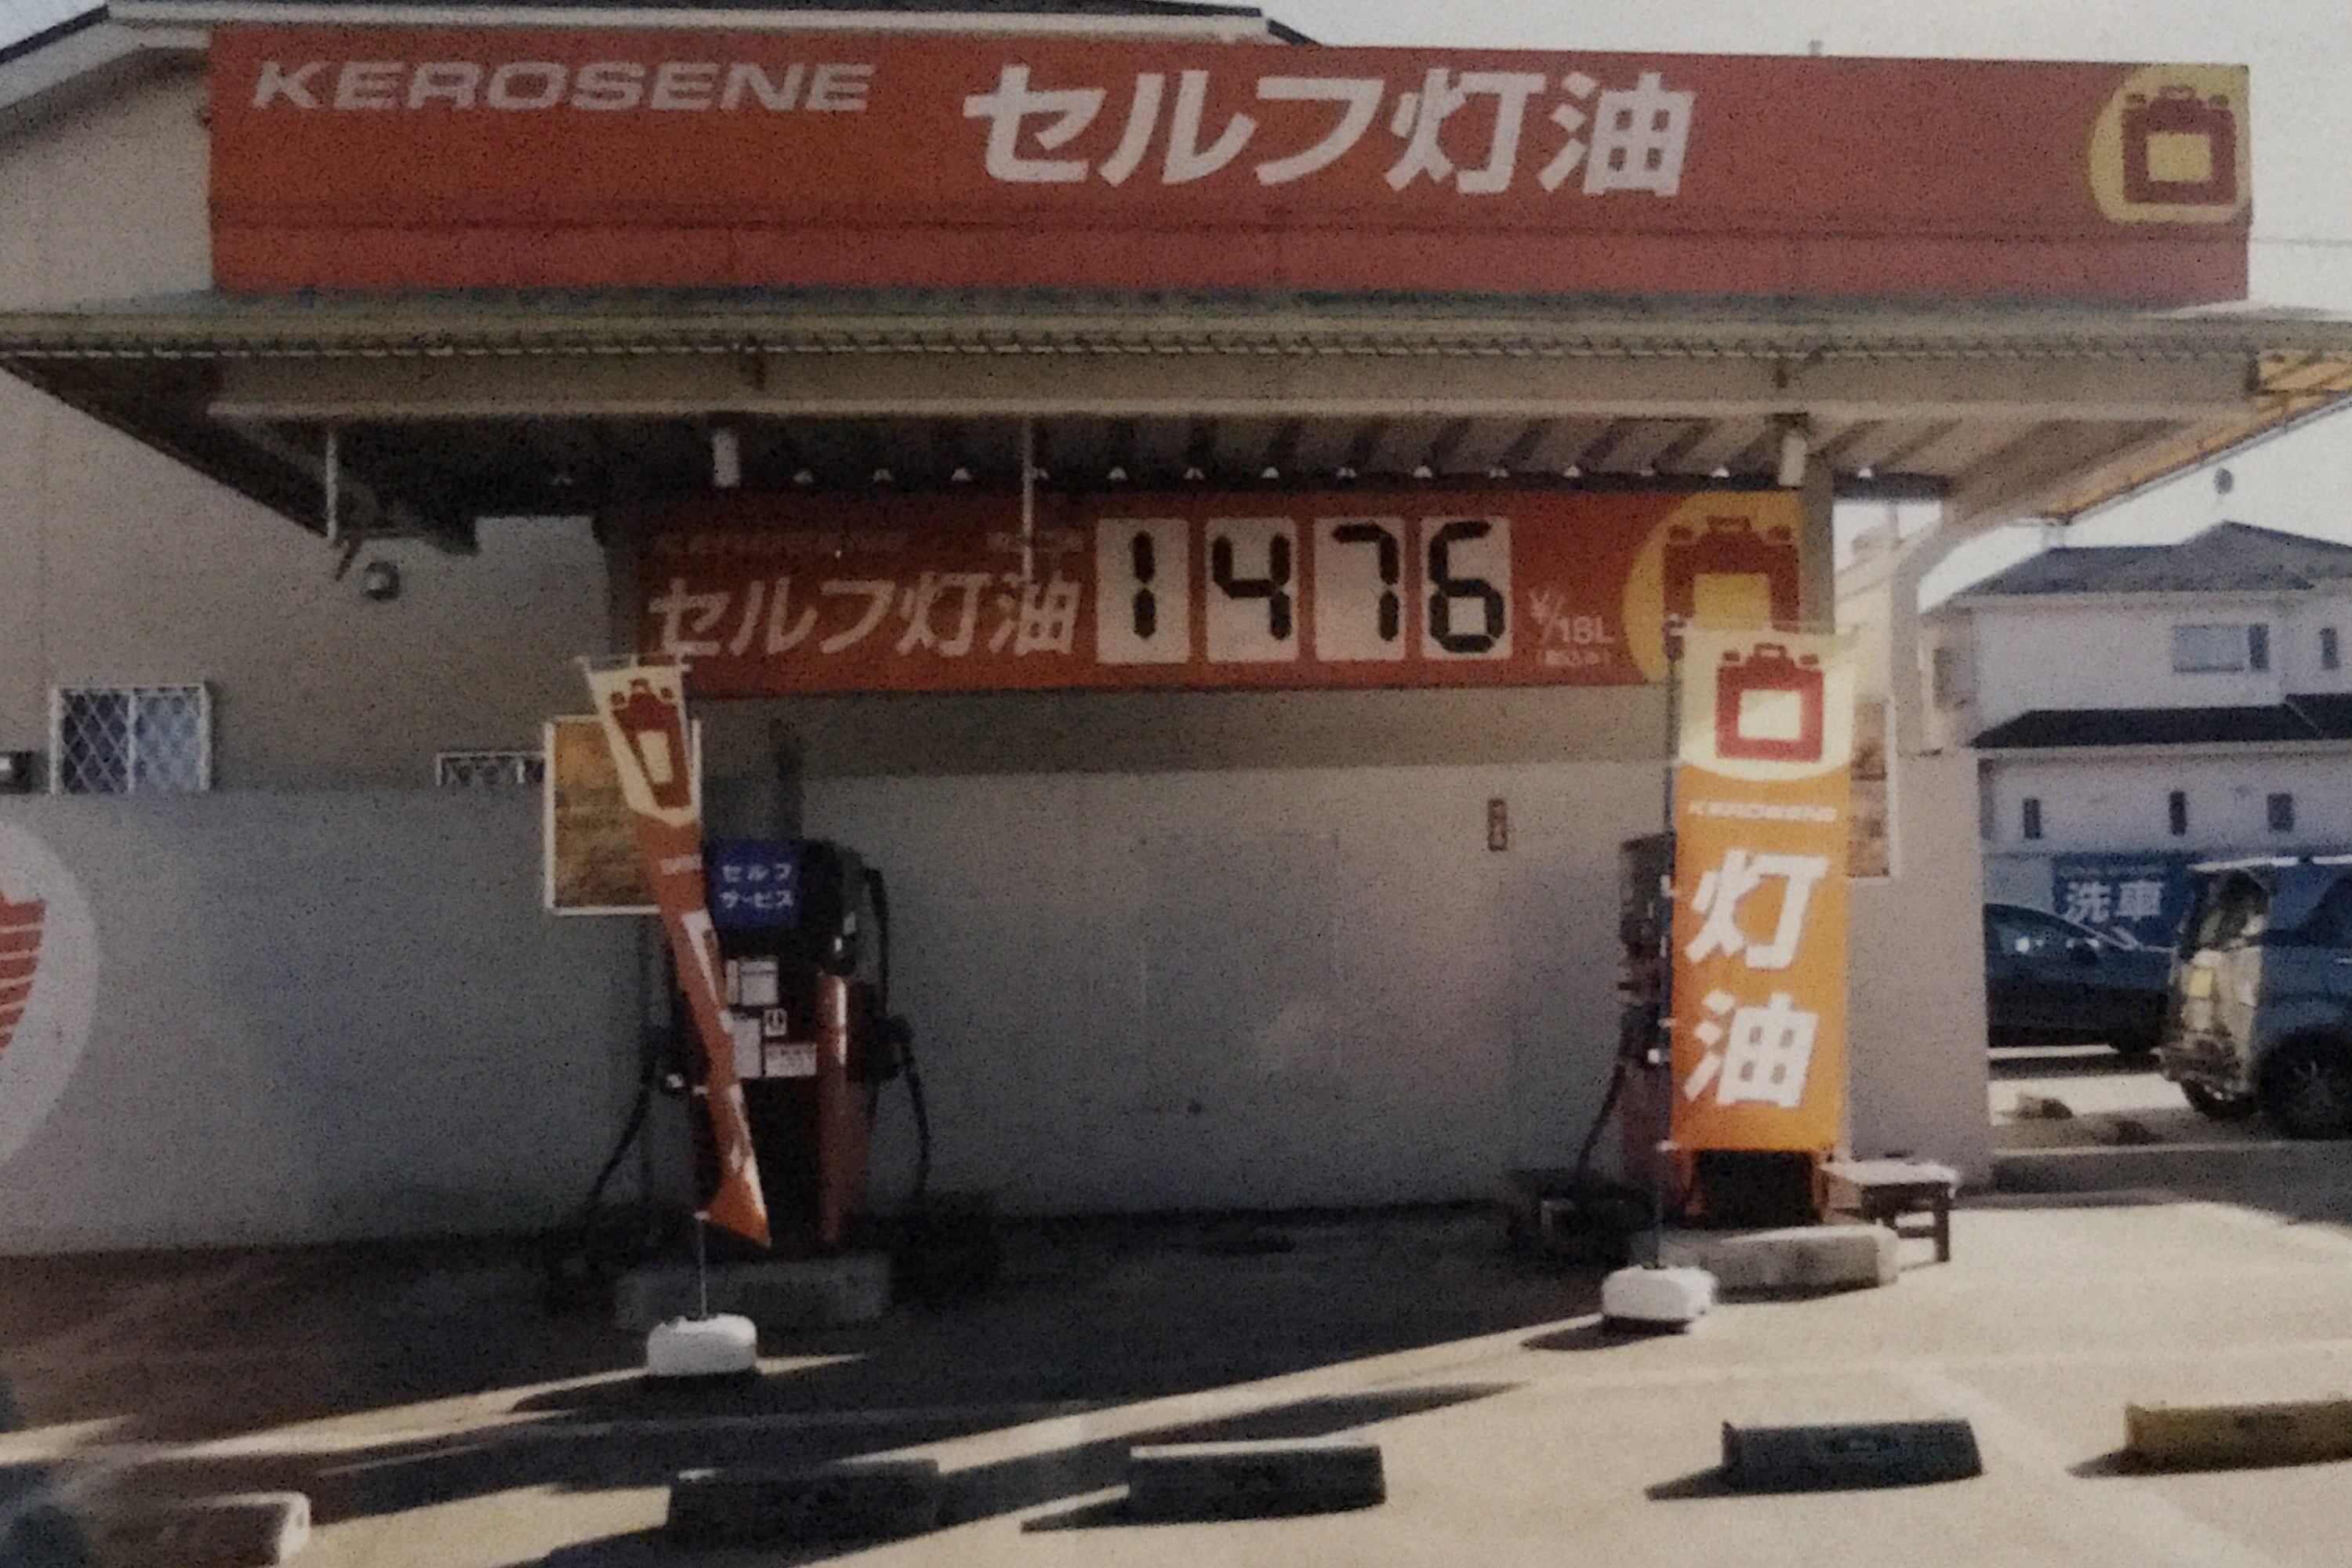 KEROSENE
セルフ灯油
セルフ灯油 1476 ¥/18L
セルフ
サービス
KEROSENE
灯油
洗車